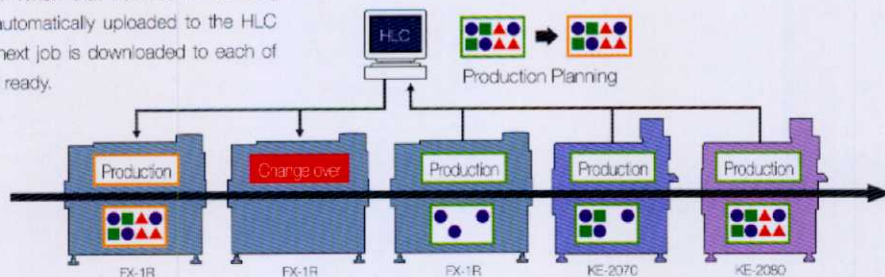 automatically uploaded to the HLC
next job is downloaded to each of
ready.
HLC
Production Planning
Production
Change over
Production
Production
Production
FX-1R
FX-1R
FX-1R
KE-2070
KE-2080